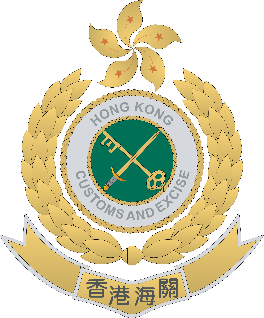 HONG KONG
CUSTOMS AND EXCISE
香港海關